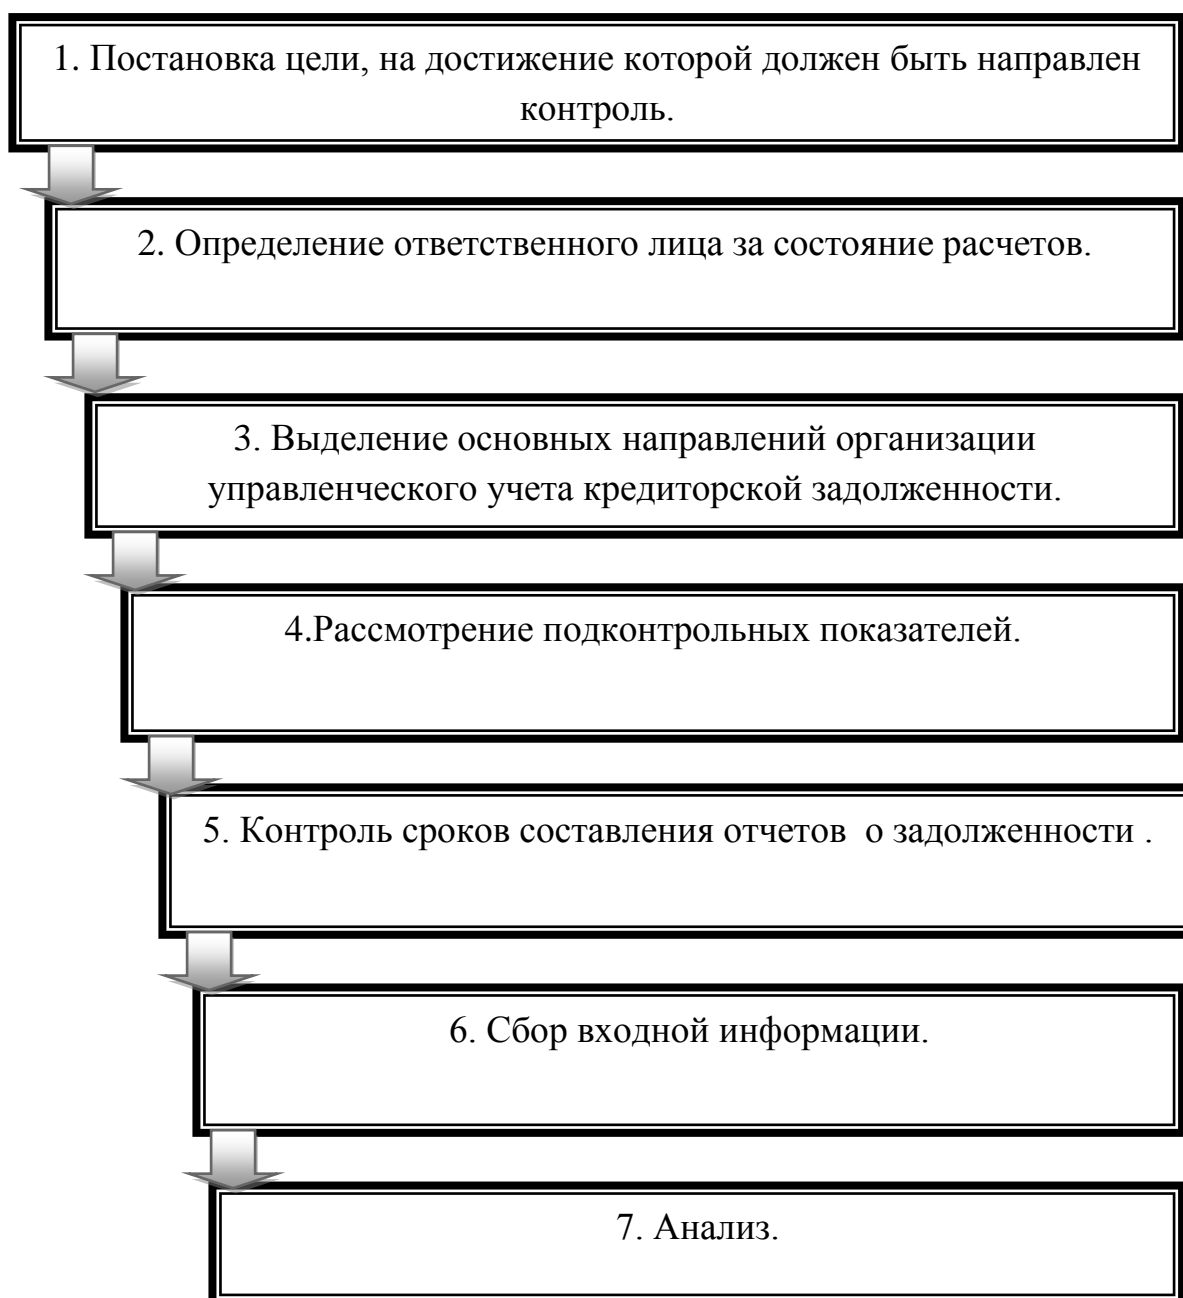 1. Постановка цели, на достижение которой должен быть направлен
контроль.
2. Определение ответственного лица за состояние расчетов.
3. Выделение основных направлений организации
управленческого учета кредиторской задолженности.
4.Рассмотрение подконтрольных показателей.
5. Контроль сроков составления отчетов  о задолженности .
6. Сбор входной информации.
7. Анализ.